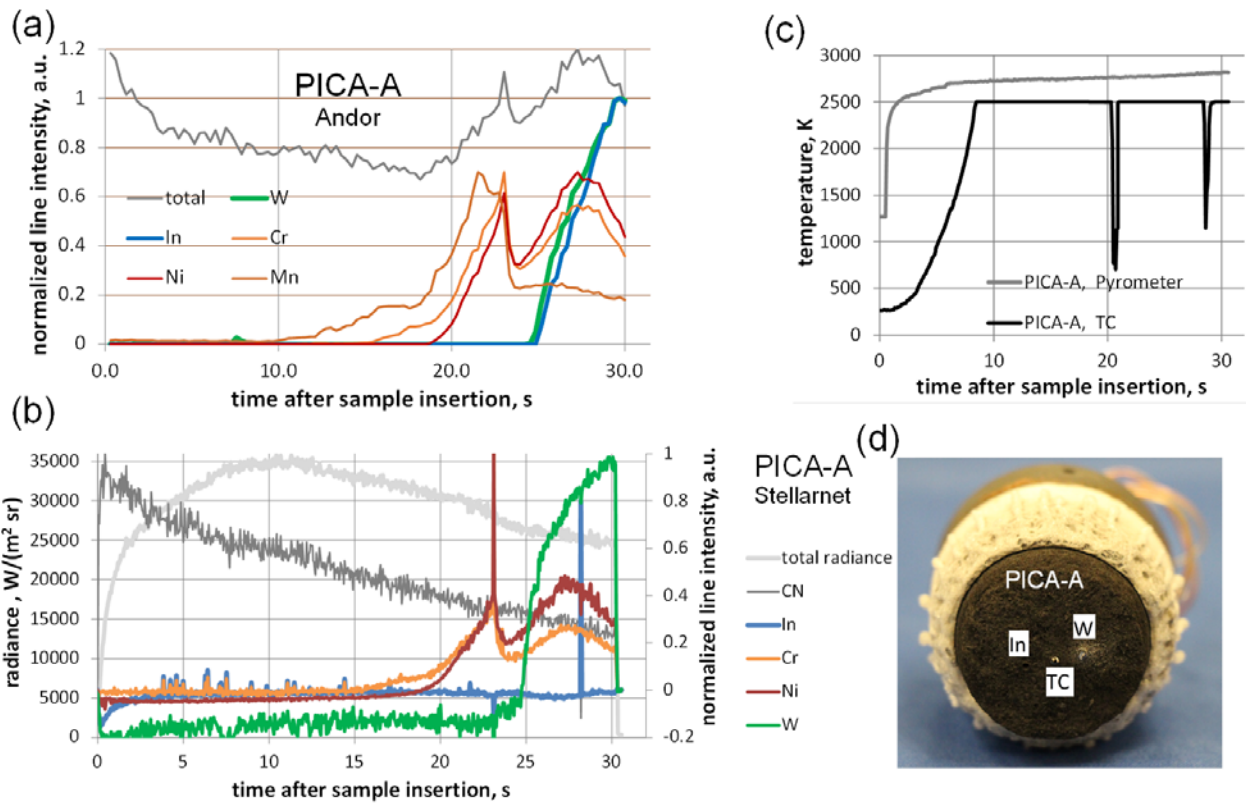 (a)
1.2
1
0.8
0.6
0.4
0.2
0
normalized line intensity, a.u.
PICA-A
Andor
total
W
In
Cr
Ni
Mn
0.0
10.0
20.0
30.0
time after sample insertion, s
(b)
35000
30000
25000
20000
15000
10000
5000
0
radiance , W/(m² sr)
1
0.8
0.6
0.4
0.2
0
-0.2
normalized line intensity, a.u.
0
5
10
15
20
25
30
time after sample insertion, s
PICA-A
Stellarnet
total radiance
CN
In
Cr
Ni
W
(c)
3000
2500
2000
1500
1000
500
0
temperature, K
PICA-A, Pyrometer
PICA-A, TC
0
10
20
30
time after sample insertion, s
(d)
PICA-A
In
W
TC